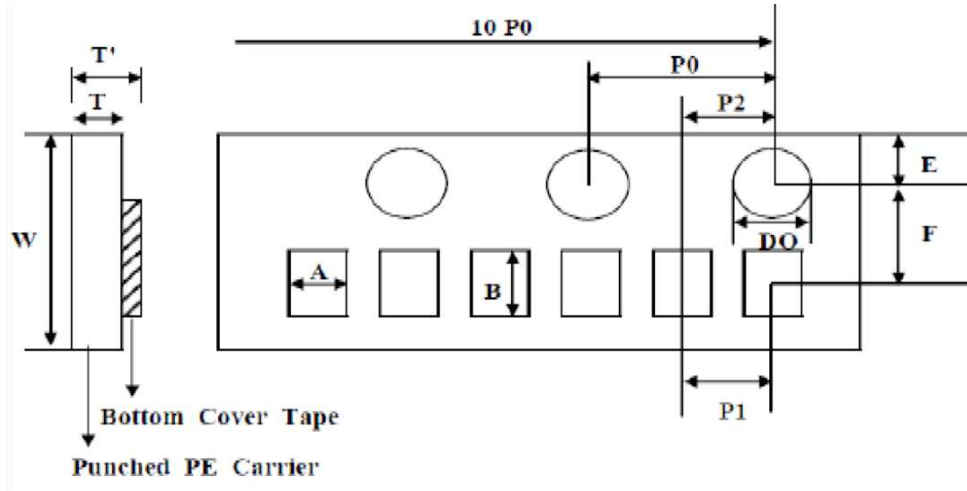 10 P0
T'
P0
T
P2
E
W
A
B
DO
F
P1
Bottom Cover Tape
Punched PE Carrier